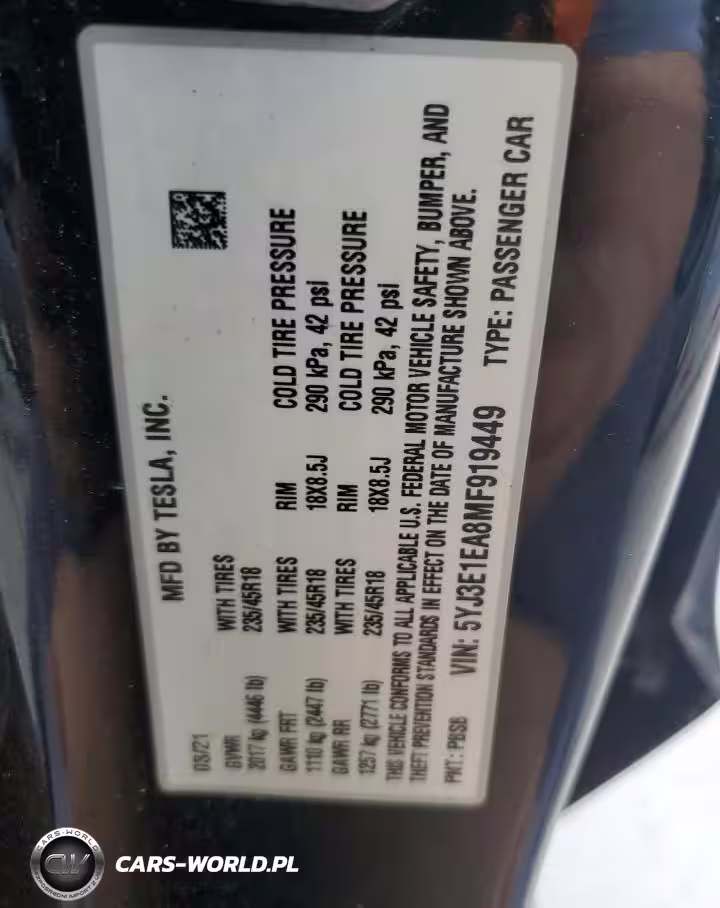 MFD BY TESLA, INC.
03/21
GVWR WITH TIRES
2017 kg (4446 lb) 235/45R18
GAWR FRT WITH TIRES RIM COLD TIRE PRESSURE
1110 kg (2447 lb) 235/45R18 18X8.5J 290 kPa, 42 psi
GAWR RR WITH TIRES RIM COLD TIRE PRESSURE
1257 kg (2771 lb) 235/45R18 18X8.5J 290 kPa, 42 psi
THIS VEHICLE CONFORMS TO ALL APPLICABLE U.S. FEDERAL MOTOR VEHICLE SAFETY, BUMPER, AND
THEFT PREVENTION STANDARDS IN EFFECT ON THE DATE OF MANUFACTURE SHOWN ABOVE.
PNT: PBSB VIN: 5YJ3E1EA8MF919449 TYPE: PASSENGER CAR
CARS-WORLD
CW
CARS-WORLD.PL